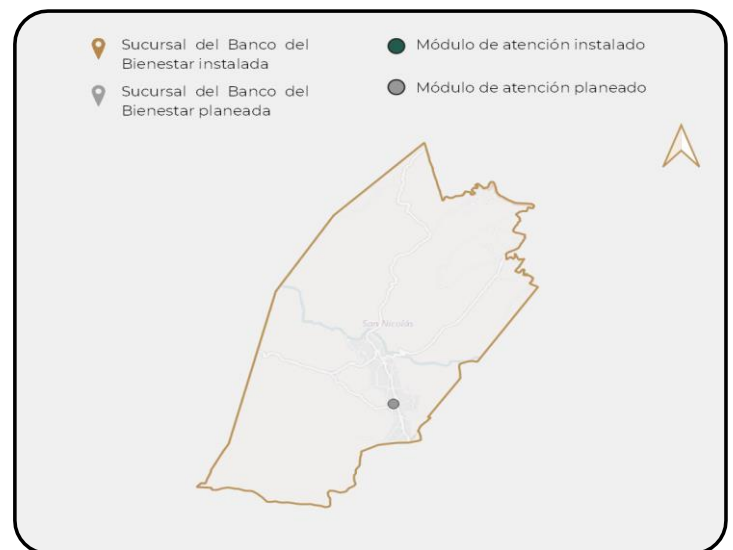 Sucursal del Banco del
Bienestar instalada
Sucursal del Banco del
Bienestar planeada
Módulo de atención instalado
Módulo de atención planeado
San Nicolás